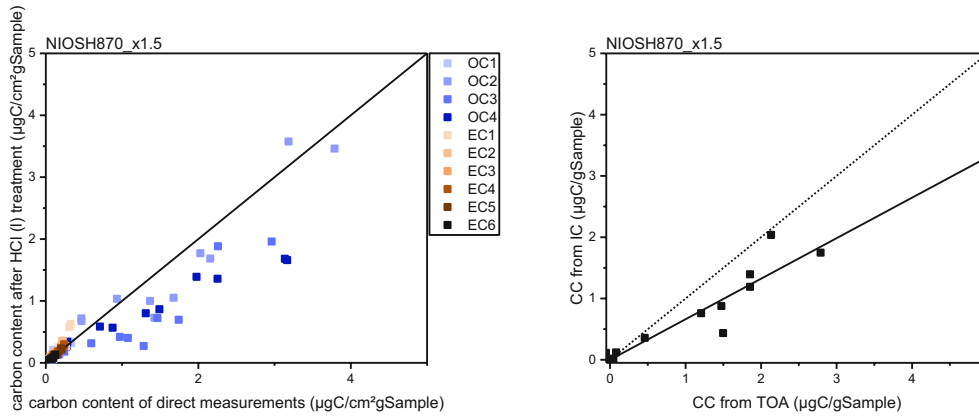 NIOSH870_x1.5
carbon content after HCl (l) treatment (µgC/cm²gSample)
5
4
3
2
1
0
0
2
4
carbon content of direct measurements (µgC/cm²gSample)
OC1
OC2
OC3
OC4
EC1
EC2
EC3
EC4
EC5
EC6
NIOSH870_x1.5
CC from IC (µgC/gSample)
5
4
3
2
1
0
0
1
2
3
4
CC from TOA (µgC/gSample)